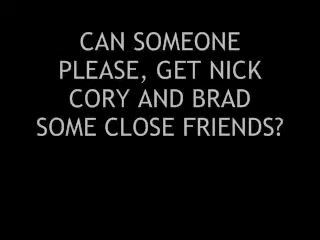 CAN SOMEONE
PLEASE, GET NICK
CORY AND BRAD
SOME CLOSE FRIENDS?